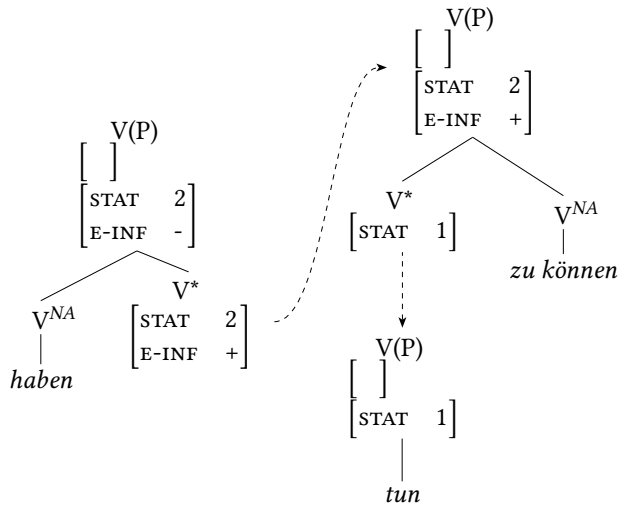 V(P)
[ ]
[STAT 2
E-INF -]
V^NA
haben
V*
[STAT 2
E-INF +]
V(P)
[ ]
[STAT 2
E-INF +]
V*
[STAT 1]
V^NA
zu können
V(P)
[ ]
[STAT 1]
tun